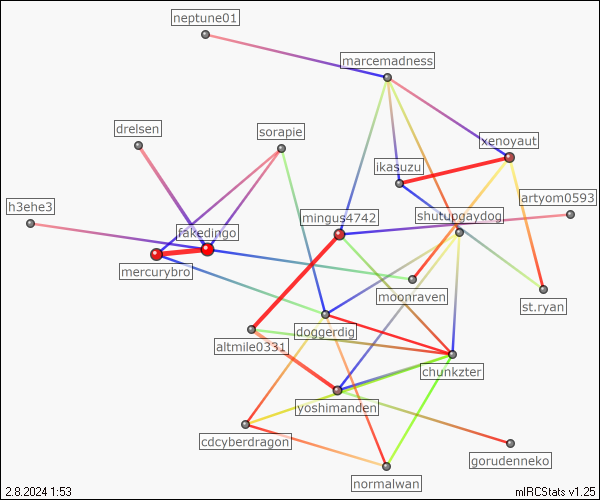 neptune01
marcemadness
drelsen
sorapie
xenoyaut
ikasuzu
artyom0593
h3ehe3
mingus4742
shutupgaydog
fakedingo
mercurybro
moonraven
st.ryan
doggerdig
altmile0331
chunkzter
yoshimanden
cdcyberdragon
gorudenneko
normalwan
2.8.2024 1:53
mIRCStats v1.25